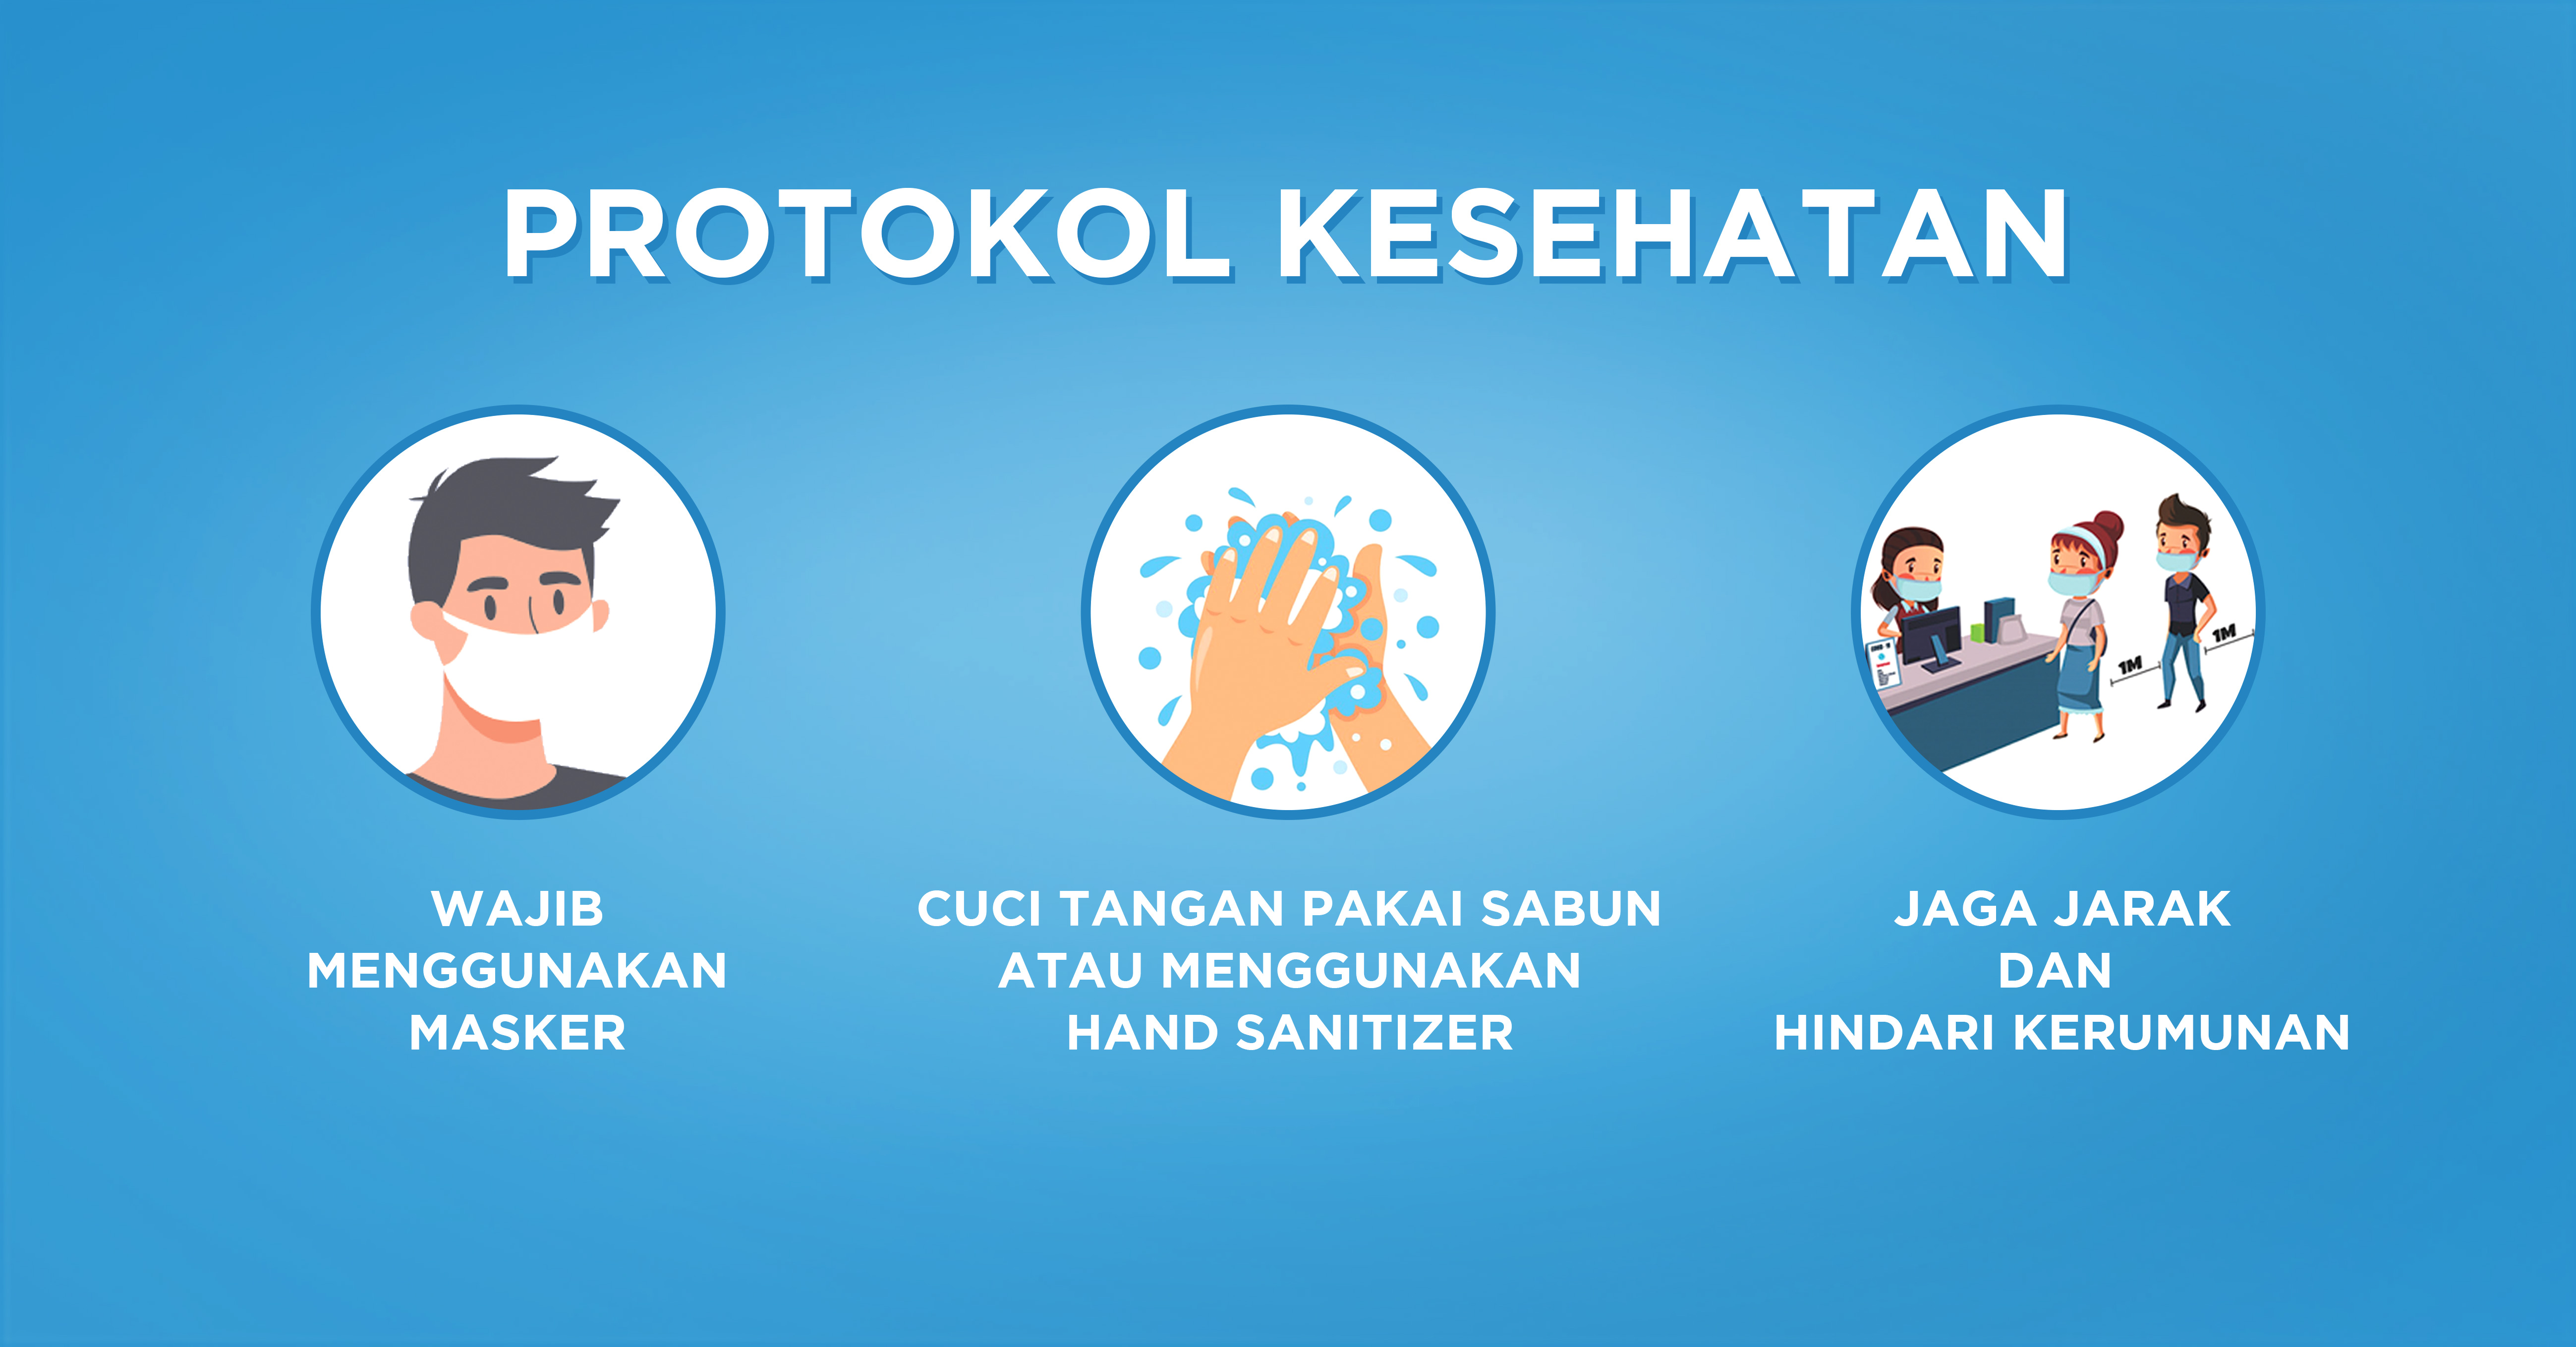 PROTOKOL KESEHATAN
WAJIB
MENGGUNAKAN
MASKER
CUCI TANGAN PAKAI SABUN
ATAU MENGGUNAKAN
HAND SANITIZER
1M
1M
JAGA JARAK
DAN
HINDARI KERUMUNAN